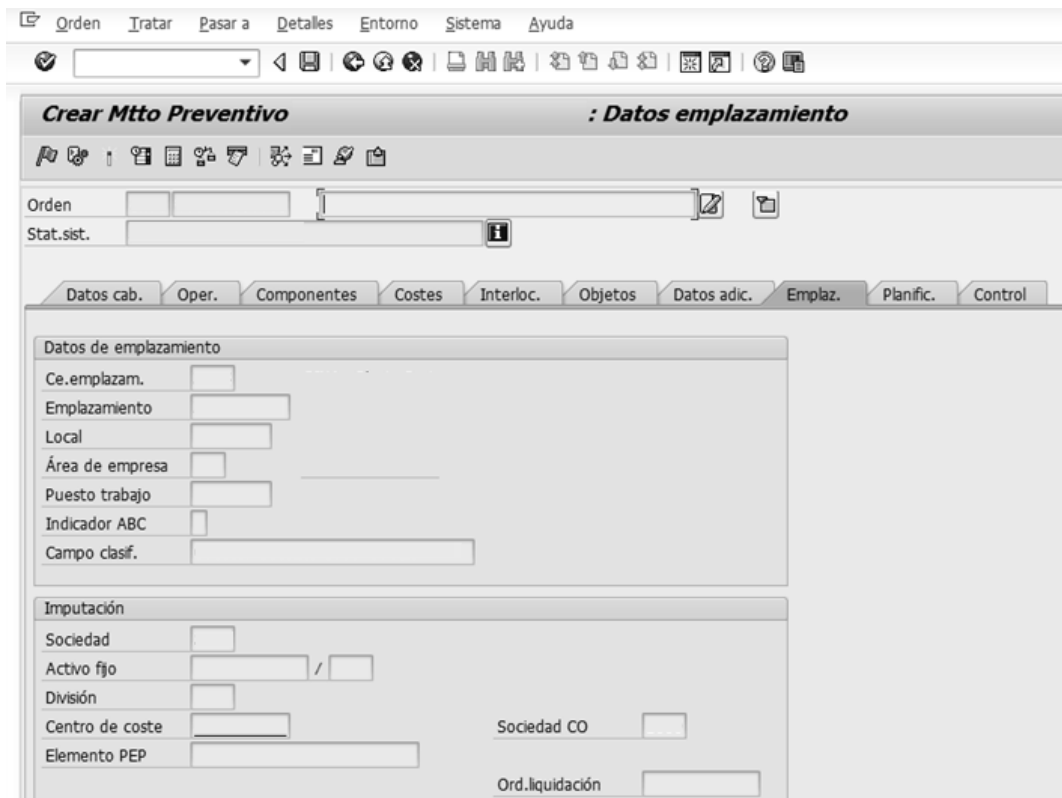 Orden Tratar Pasar a Detalles Entorno Sistema Ayuda
Crear Mtto Preventivo : Datos emplazamiento
Orden
Stat.sist.
Datos cab. Oper. Componentes Costes Interloc. Objetos Datos adic. Emplaz. Planific. Control
Datos de emplazamiento
Ce.emplazam.
Emplazamiento
Local
Área de empresa
Puesto trabajo
Indicador ABC
Campo clasif.
Imputación
Sociedad
Activo fijo /
División
Centro de coste Sociedad CO
Elemento PEP
Ord.liquidación